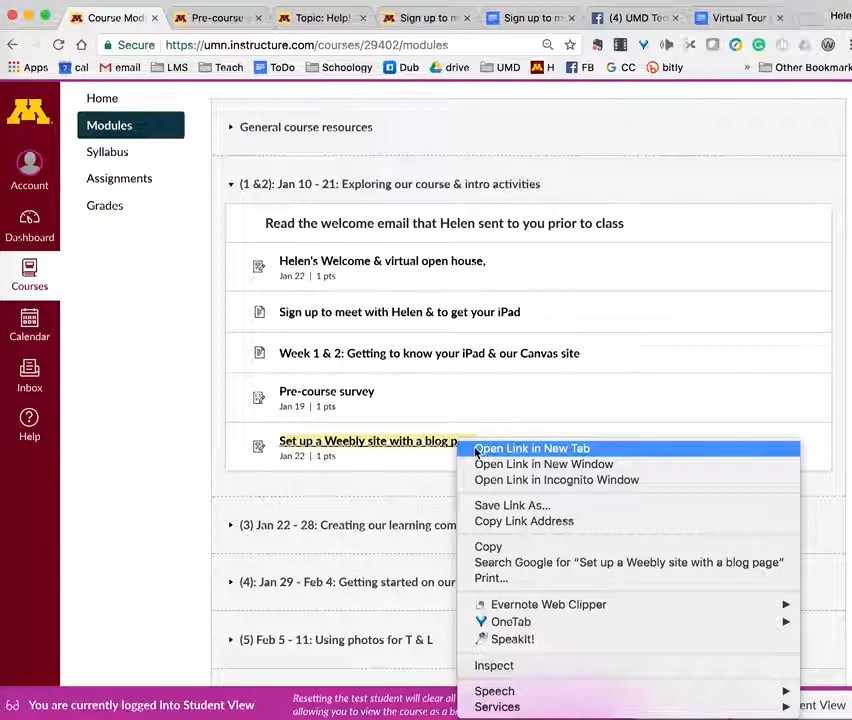 Course Mod
Pre-course
Topic: Help!
Sign up to m
Sign up to m
(4) UMD Tec
Virtual Tour
Hele
Secure
https://umn.instructure.com/courses/29402/modules
Apps
cal
email
LMS
Teach
ToDo
Schoology
Dub
drive
UMD
H
FB
CC
bitly
»
Other Bookmark
Account
Dashboard
Courses
Calendar
Inbox
Help
Home
Modules
Syllabus
Assignments
Grades
General course resources
(1 &2): Jan 10 - 21: Exploring our course & intro activities
Read the welcome email that Helen sent to you prior to class
Helen's Welcome & virtual open house,
Jan 22 | 1 pts
Sign up to meet with Helen & to get your iPad
Week 1 & 2: Getting to know your iPad & our Canvas site
Pre-course survey
Jan 19 | 1 pts
Set up a Weebly site with a blog p
Jan 22 | 1 pts
(3) Jan 22 - 28: Creating our learning com
(4): Jan 29 - Feb 4: Getting started on our
(5) Feb 5 - 11: Using photos for T & L
Open Link in New Tab
Open Link in New Window
Open Link in Incognito Window
Save Link As...
Copy Link Address
Copy
Search Google for “Set up a Weebly site with a blog page”
Print...
Evernote Web Clipper
OneTab
SpeakIt!
Inspect
Speech
Services
You are currently logged into Student View
Resetting the test student will clear all
allowing you to view the course as a b
ent View